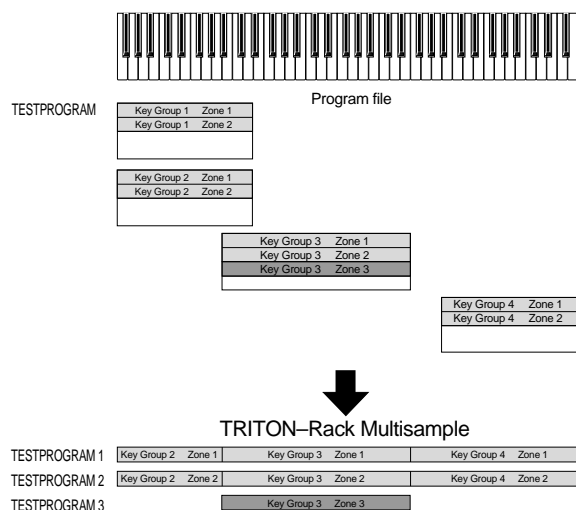 Program file
TESTPROGRAM
Key Group 1 Zone 1
Key Group 1 Zone 2
Key Group 2 Zone 1
Key Group 2 Zone 2
Key Group 3 Zone 1
Key Group 3 Zone 2
Key Group 3 Zone 3
Key Group 4 Zone 1
Key Group 4 Zone 2
TRITON–Rack Multisample
TESTPROGRAM 1 Key Group 2 Zone 1 Key Group 3 Zone 1 Key Group 4 Zone 1
TESTPROGRAM 2 Key Group 2 Zone 2 Key Group 3 Zone 2 Key Group 4 Zone 2
TESTPROGRAM 3 Key Group 3 Zone 3